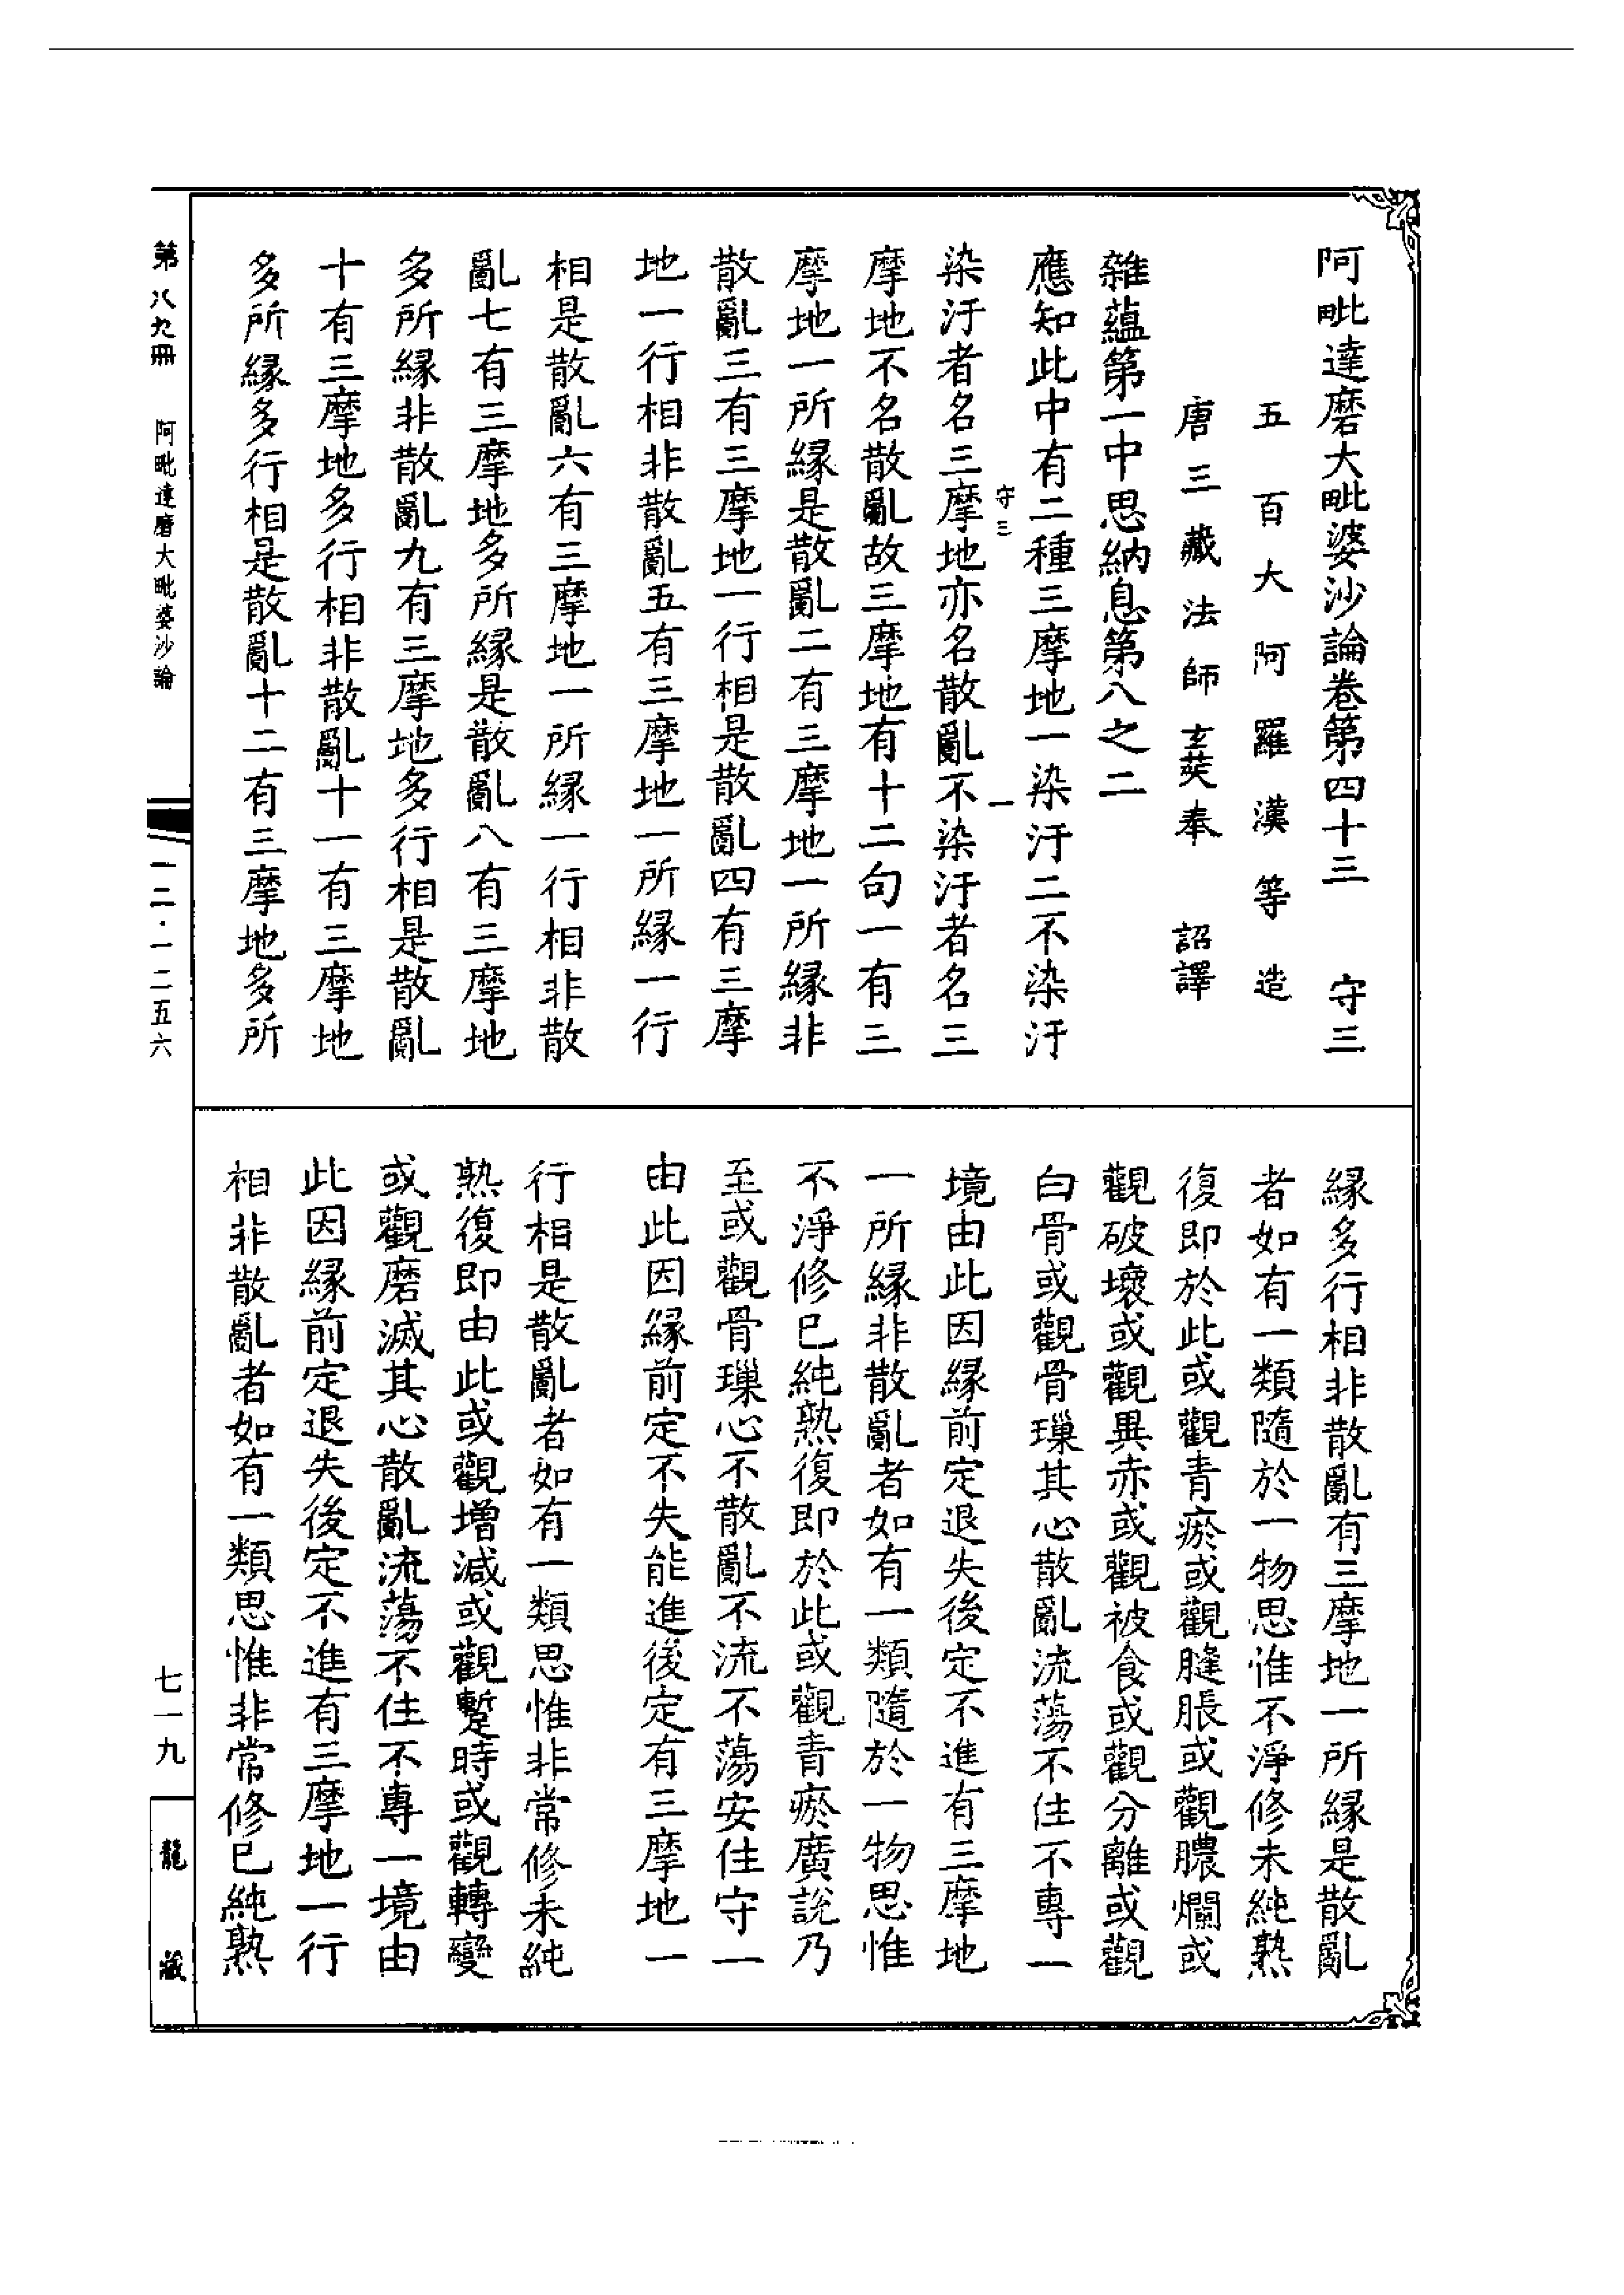 阿毗達磨大毗婆沙論卷第四十三　守三
五百大阿羅漢等造
唐三藏法師玄奘奉　詔譯
雜蘊第一中思納息第八之二
應知此中有二種三摩地一染汙二不染汙
守三　一
染汙者名三摩地亦名散亂不染汙者名三
摩地不名散亂故三摩地有十二句一有三
摩地一所緣是散亂二有三摩地一所緣非
散亂三有三摩地一行相是散亂四有三摩
地一行相非散亂五有三摩地一所緣一行
相是散亂六有三摩地一所緣一行相非散
亂七有三摩地多所緣是散亂八有三摩地
多所緣非散亂九有三摩地多行相是散亂
十有三摩地多行相非散亂十一有三摩地
多所緣多行相是散亂十二有三摩地多所
緣多行相非散亂有三摩地一所緣是散亂
者如有一類隨於一物思惟不淨修未純熟
復即於此或觀青瘀或觀膖脹或觀膿爛或
觀破壞或觀異赤或觀被食或觀分離或觀
白骨或觀骨璅其心散亂流蕩不住不專一
境由此因緣前定退失後定不進有三摩地
一所緣非散亂者如有一類隨於一物思惟
不淨修已純熟復即於此或觀青瘀廣說乃
至或觀骨璅心不散亂不流不蕩安住守一
由此因緣前定不失能進後定有三摩地一
行相是散亂者如有一類思惟非常修未純
熟復即由此或觀增減或觀暫時或觀轉變
或觀磨滅其心散亂流蕩不住不專一境由
此因緣前定退失後定不進有三摩地一行
相非散亂者如有一類思惟非常修已純熟
第八九冊　阿毗達磨大毗婆沙論　一二·一二五六
七一九　龍藏